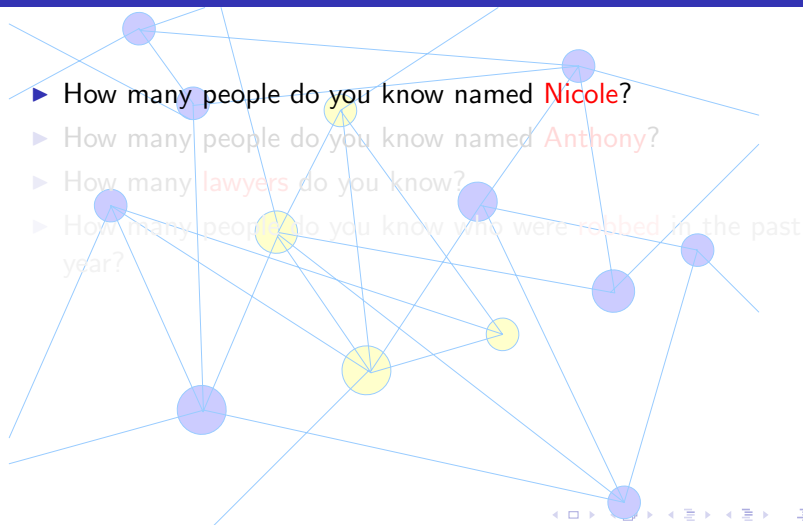 How many people do you know named Nicole?
How many people do you know named Anthony?
How many lawyers do you know?
How many people do you know who were robbed in the past
year?